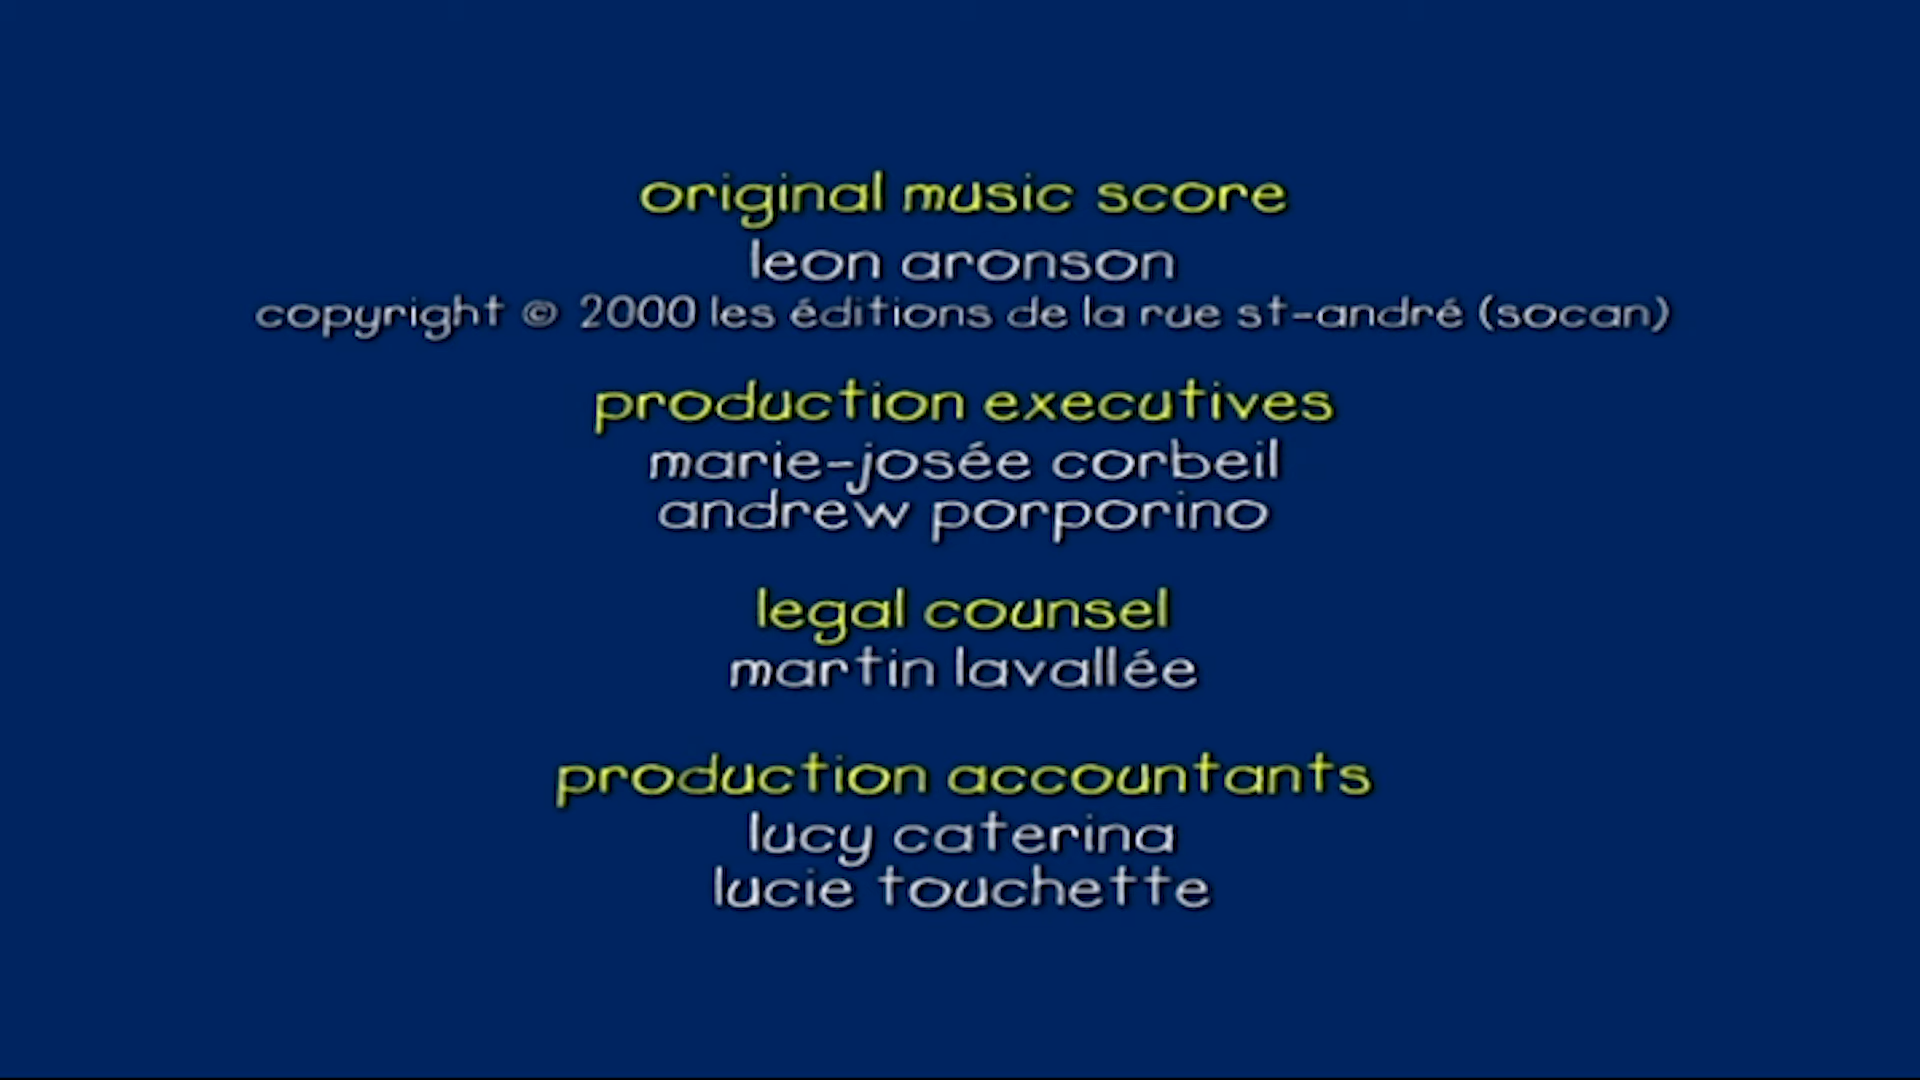 original music score
leon aronson
copyright © 2000 les éditions de la rue st-andré (socan)
production executives
marie-josée corbeil
andrew porporino
legal counsel
martin lavallée
production accountants
lucy caterina
lucie touchette